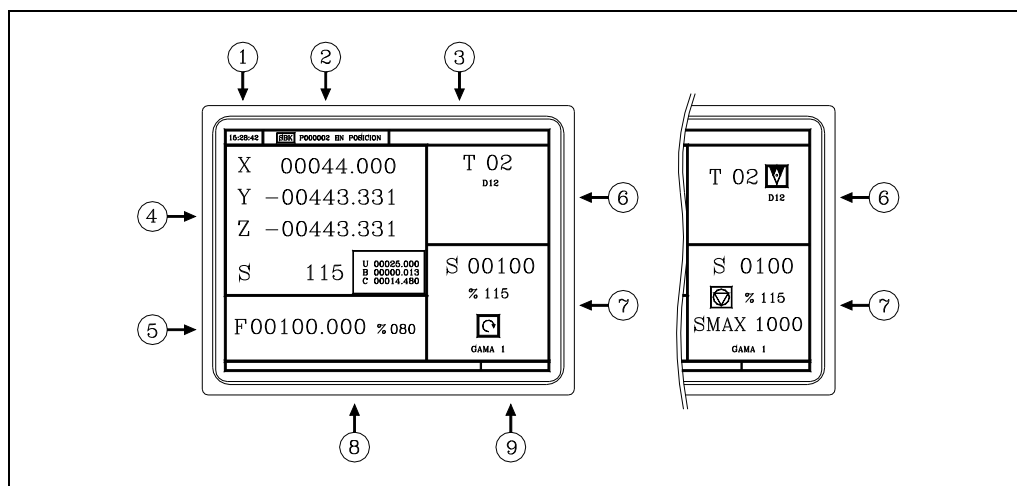 1 2 3
15:28:42 SBK P000002 EN POSICION
X 00044.000
Y -00443.331
Z -00443.331
S 115
U 00025.000
B 00000.013
C 00014.480
F00100.000 % 080
T 02
D12
S 00100
% 115
GAMA 1
4
5
6
7
8 9
T 02
D12
S 0100
% 115
SMAX 1000
GAMA 1
6
7